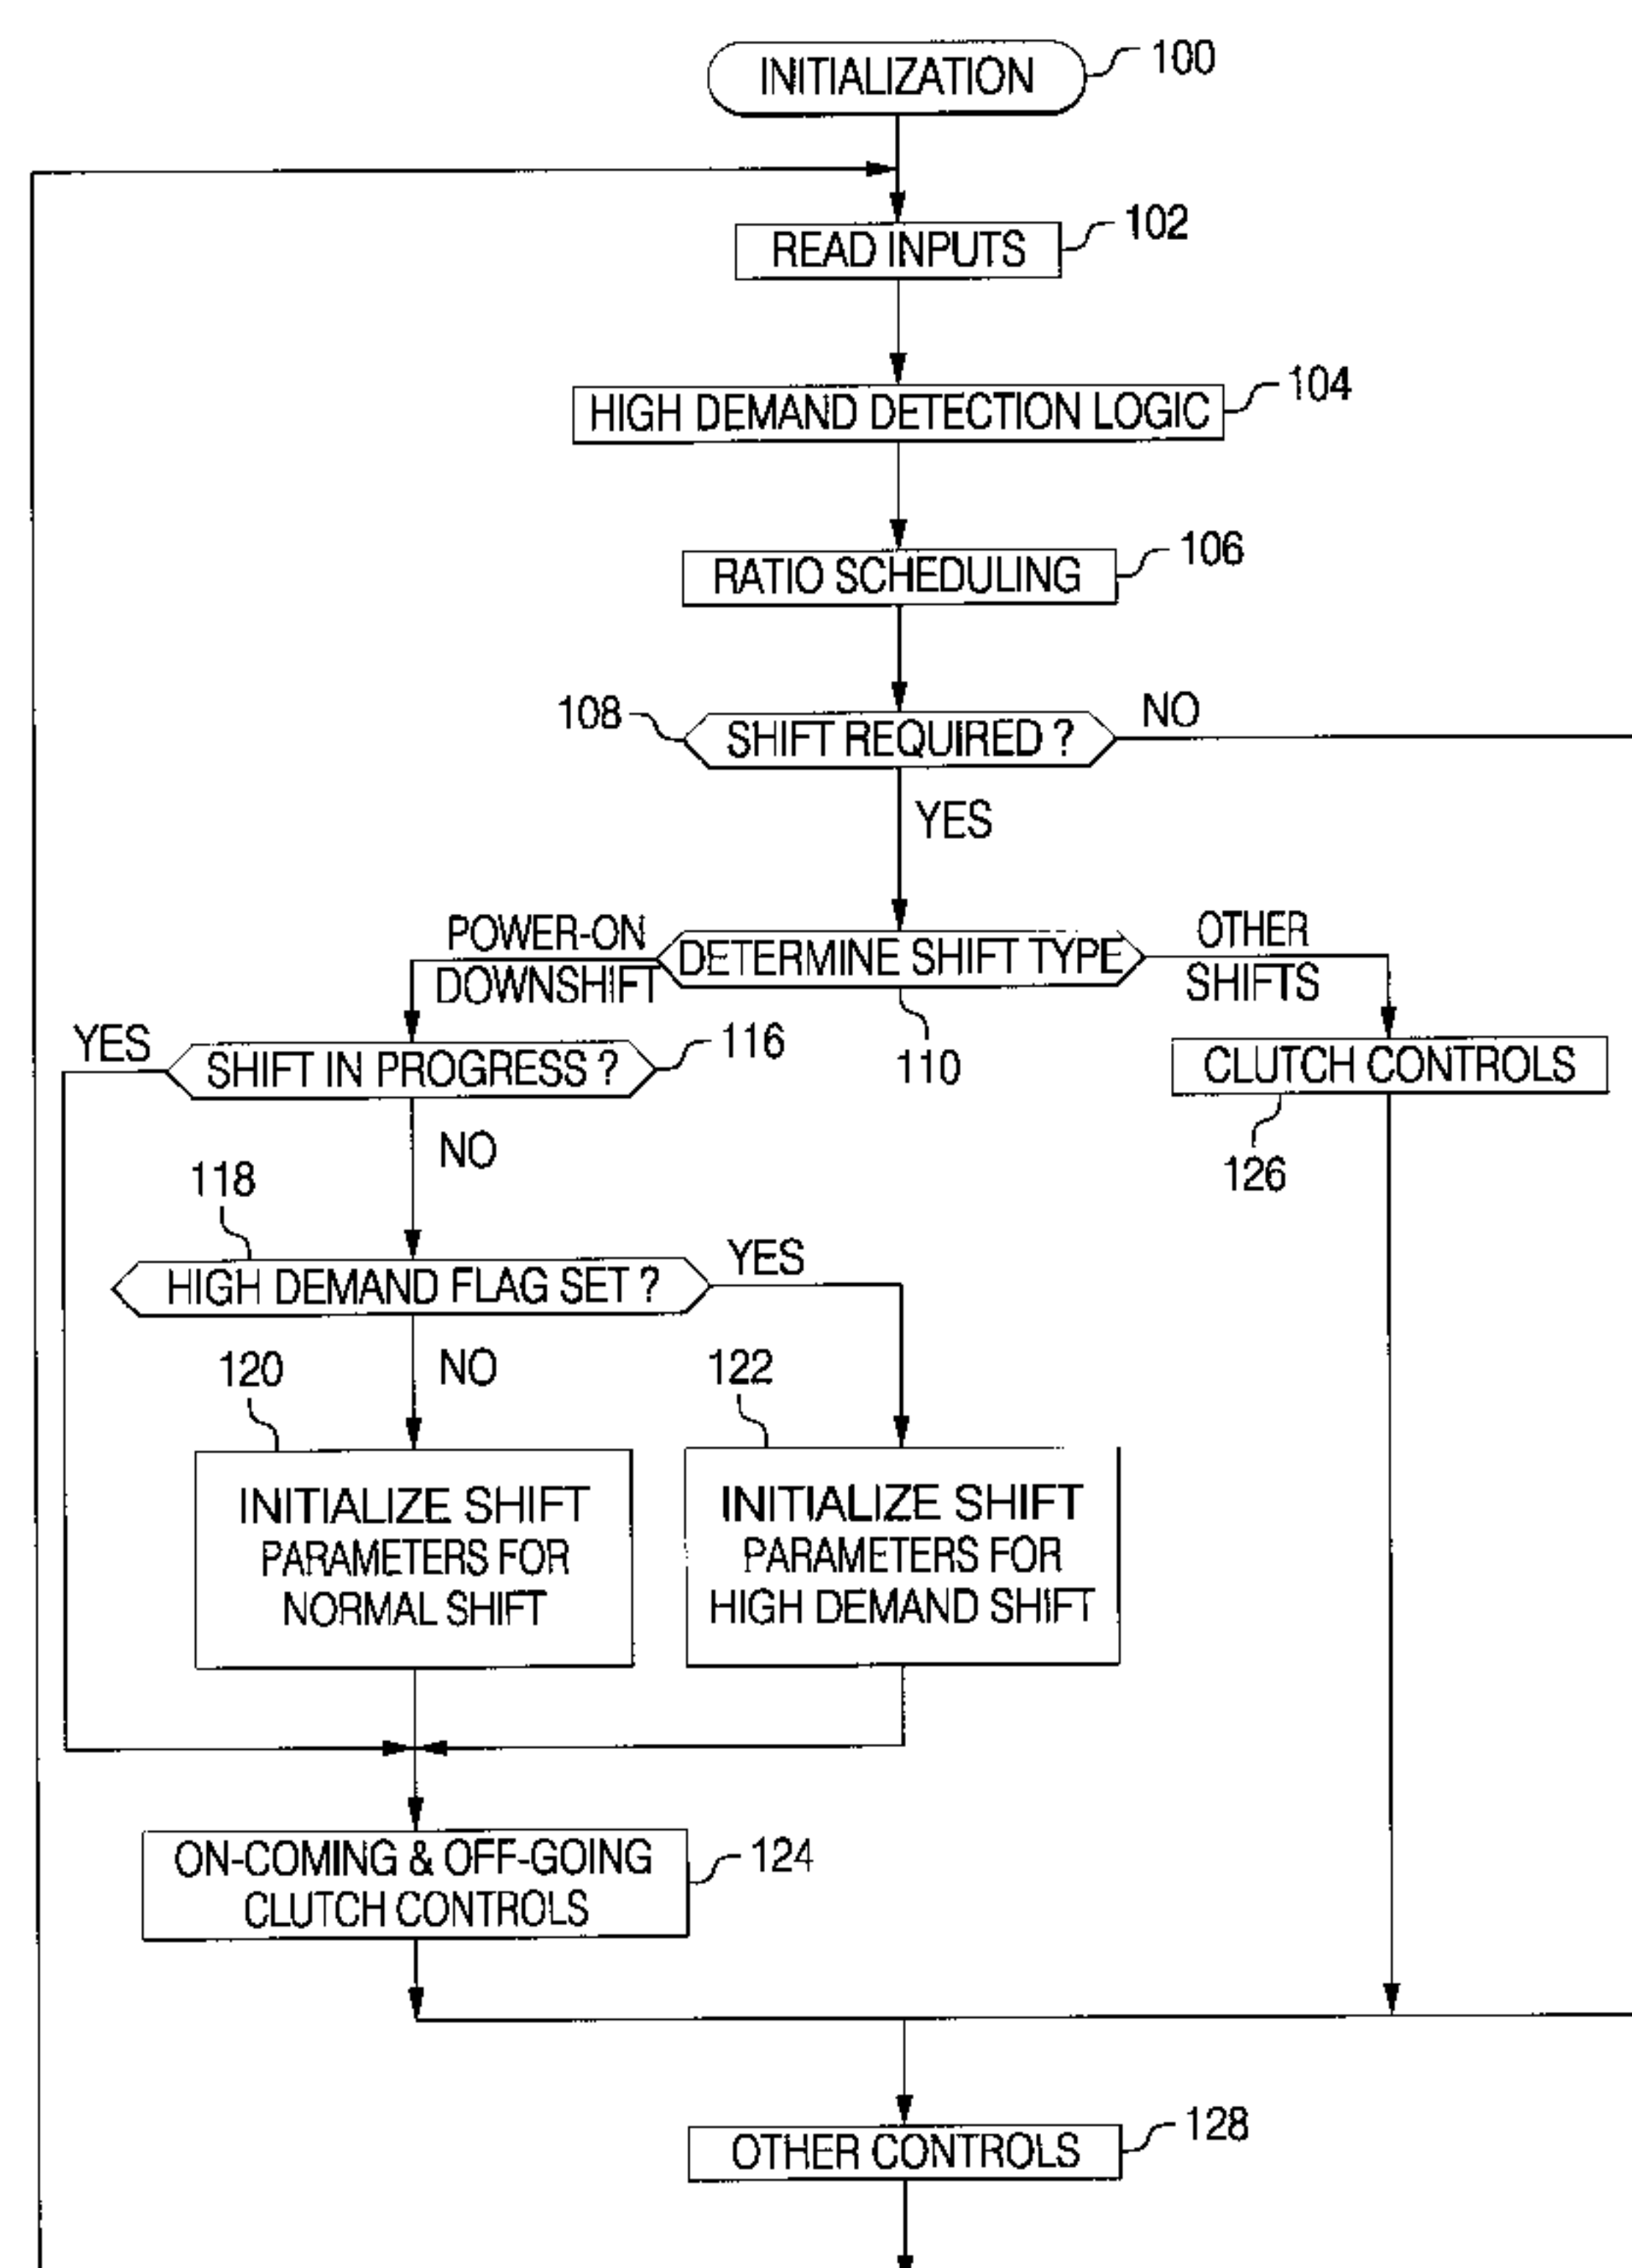 INITIALIZATION
100
READ INPUTS
102
HIGH DEMAND DETECTION LOGIC
104
RATIO SCHEDULING
106
108
SHIFT REQUIRED ?
NO
YES
POWER-ON
DOWNSHIFT
DETERMINE SHIFT TYPE
OTHER
SHIFTS
110
YES
SHIFT IN PROGRESS ?
116
CLUTCH CONTROLS
126
NO
118
HIGH DEMAND FLAG SET ?
YES
NO
120
INITIALIZE SHIFT
PARAMETERS FOR
NORMAL SHIFT
122
INITIALIZE SHIFT
PARAMETERS FOR
HIGH DEMAND SHIFT
ON-COMING & OFF-GOING
CLUTCH CONTROLS
124
OTHER CONTROLS
128